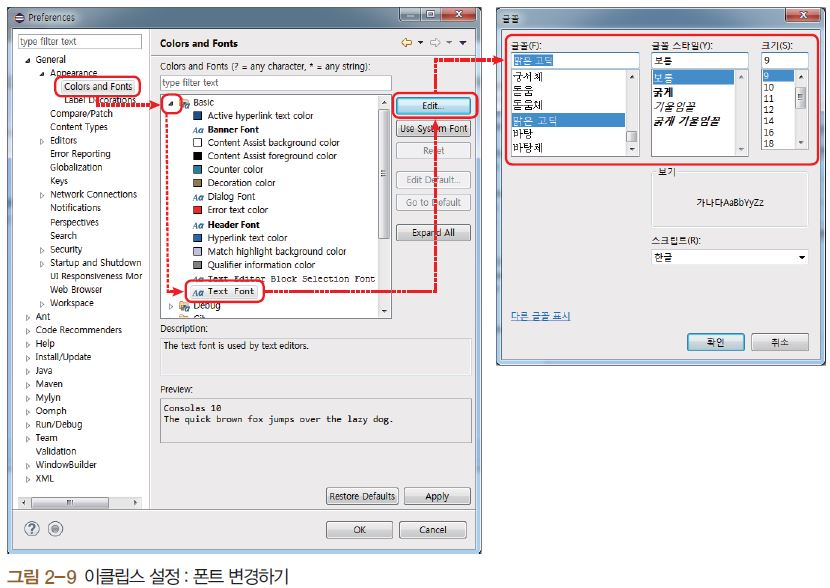 Preferences
type filter text
General
Appearance
Colors and Fonts
Label Decorations
Compare/Patch
Content Types
Editors
Error Reporting
Globalization
Keys
Network Connections
Notifications
Perspectives
Search
Security
Startup and Shutdown
UI Responsiveness Mor
Web Browser
Workspace
Ant
Code Recommenders
Help
Install/Update
Java
Maven
Mylyn
Oomph
Run/Debug
Team
Validation
WindowBuilder
XML
Colors and Fonts
Colors and Fonts (? = any character, * = any string):
type filter text
Basic
Active hyperlink text color
Aa Banner Font
Content Assist background color
Content Assist foreground color
Counter color
Decoration color
Aa Dialog Font
Error text color
Aa Header Font
Hyperlink text color
Match highlight background color
Qualifier information color
Aa Text Editor Block Selection Font
Aa Text Font
Debug
Edit...
Use System Font
Reset
Edit Default...
Go to Default
Expand All
Description:
The text font is used by text editors.
Preview:
Consolas 10
The quick brown fox jumps over the lazy dog.
Restore Defaults
Apply
OK
Cancel
글꼴
글꼴(F):
맑은 고딕
궁서체
돋움
돋움체
맑은 고딕
바탕
바탕체
글꼴 스타일(Y):
보통
보통
굵게
기울임꼴
굵게 기울임꼴
크기(S):
9
9
10
11
12
14
16
18
보기
가나다AaBbYyZz
스크립트(R):
한글
다른 글꼴 표시
확인
취소
그림 2-9 이클립스 설정 : 폰트 변경하기